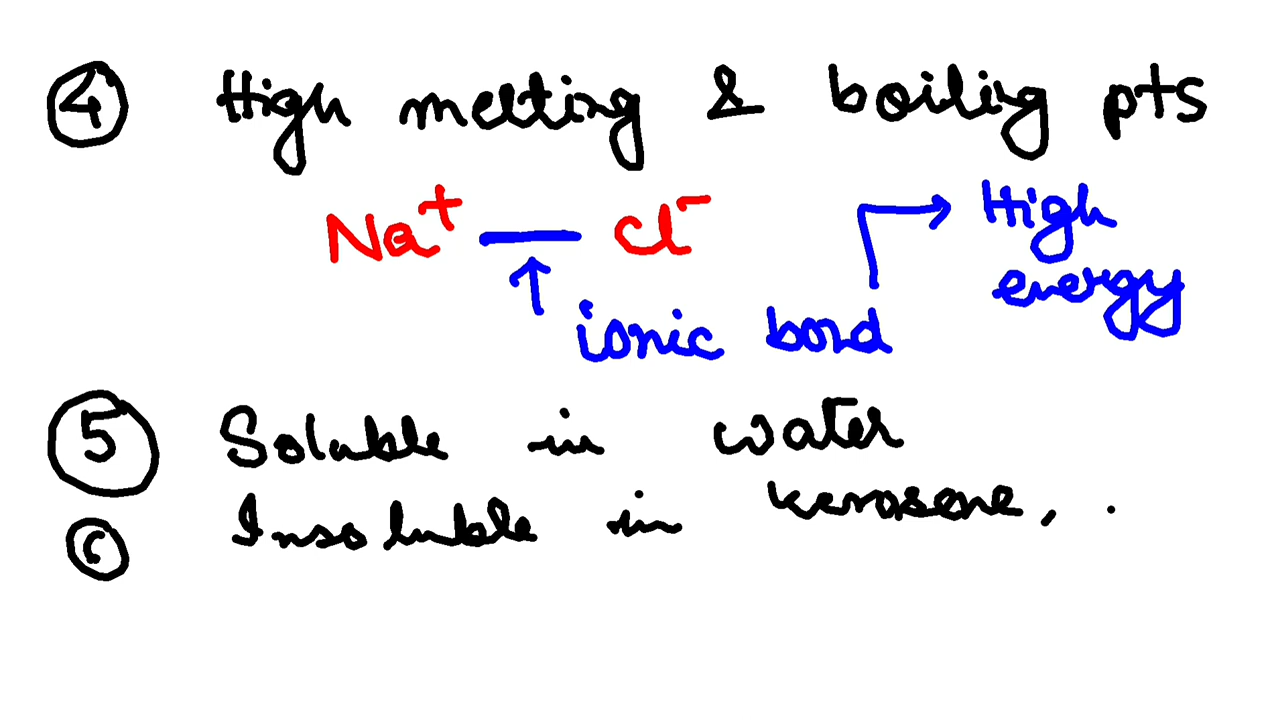 ④ High melting & boiling pts
Na⁺ — Cl⁻
High
energy
ionic bond
⑤ Soluble in water
⑥ Insoluble in kerosene, .